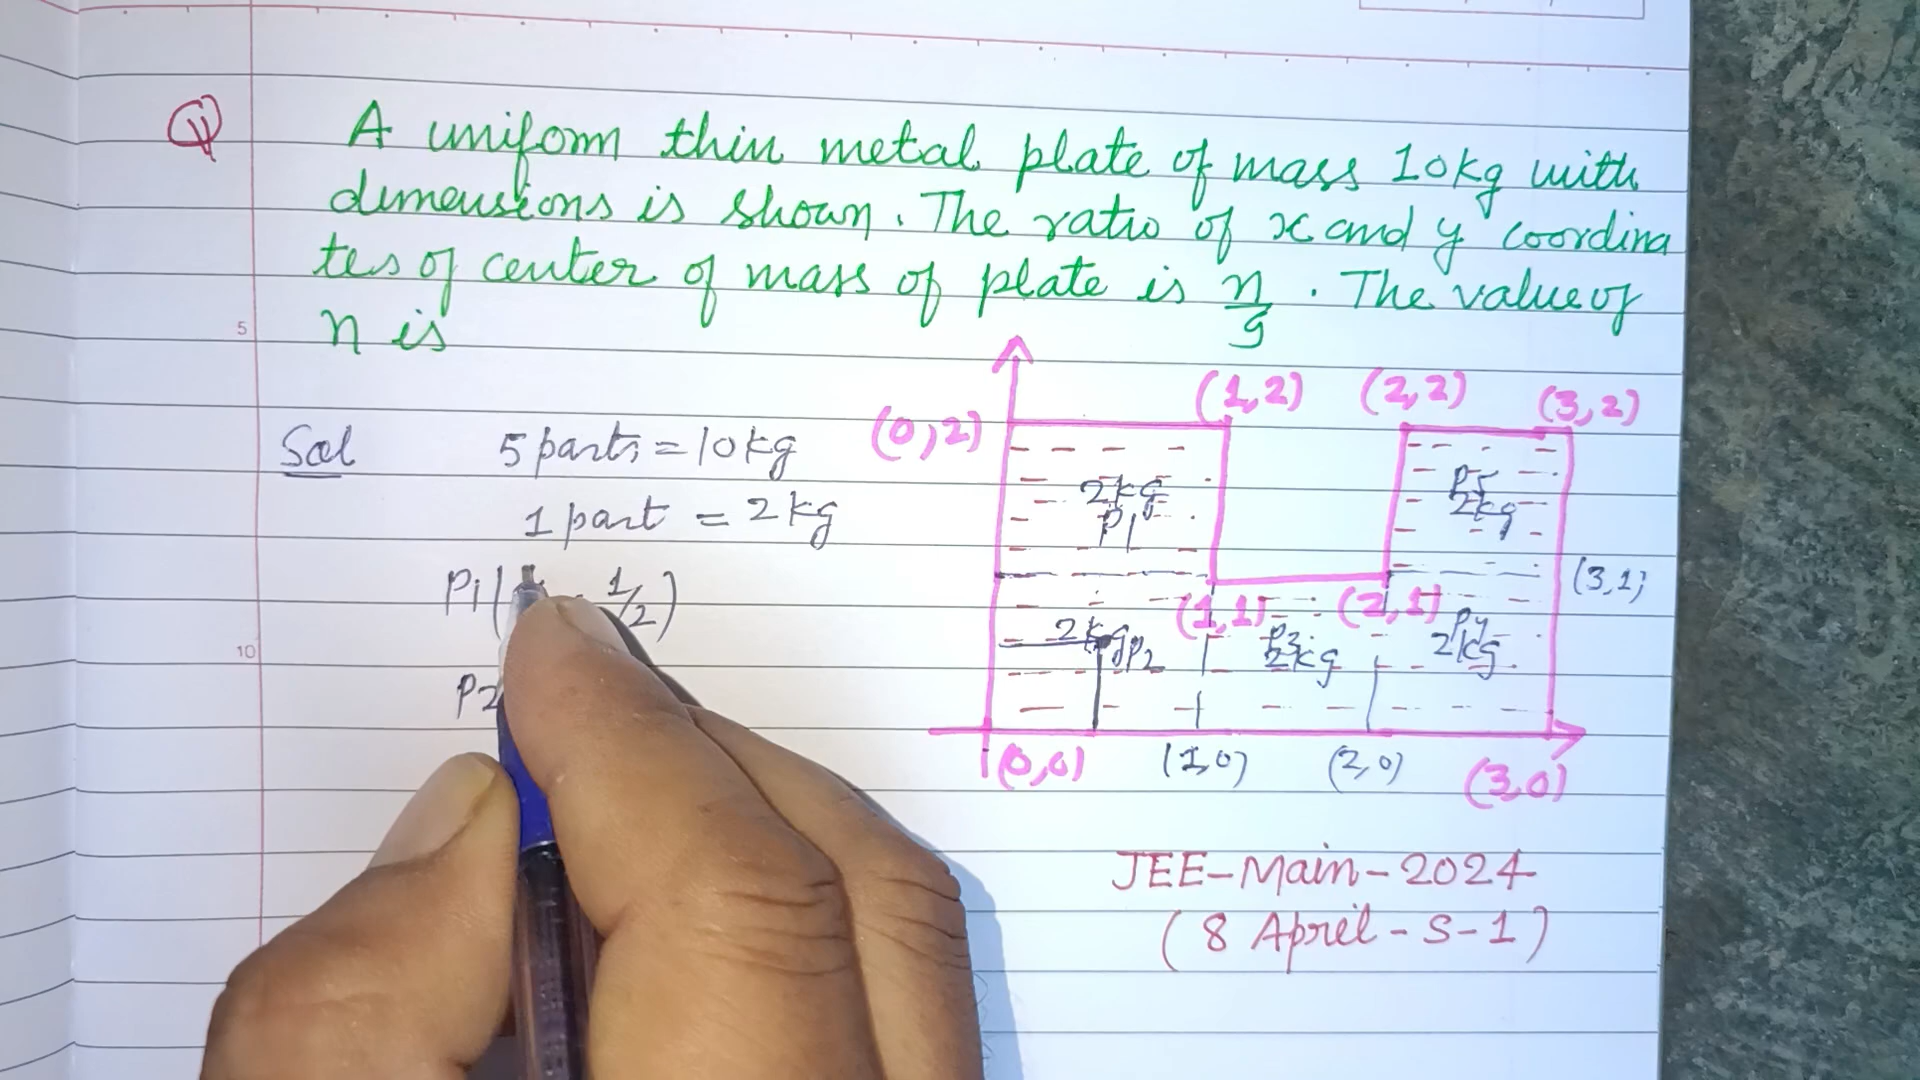 Q
A uniform thin metal plate of mass 10kg with
dimensions is shown. The ratio of x and y coordina
tes of center of mass of plate is n/9. The value of
5
n is
Sol
5 parts = 10kg
1 part = 2kg
P1( 1/2)
10
P2
(0,2)
(1,2)
(2,2)
(3,2)
2kg
P1
P5
2kg
(3,1)
(1,1)
(2,1)
2kg P2
P3
2kg
P4
2kg
(0,0)
(1,0)
(2,0)
(3,0)
JEE-Main-2024
(8 April-S-1)